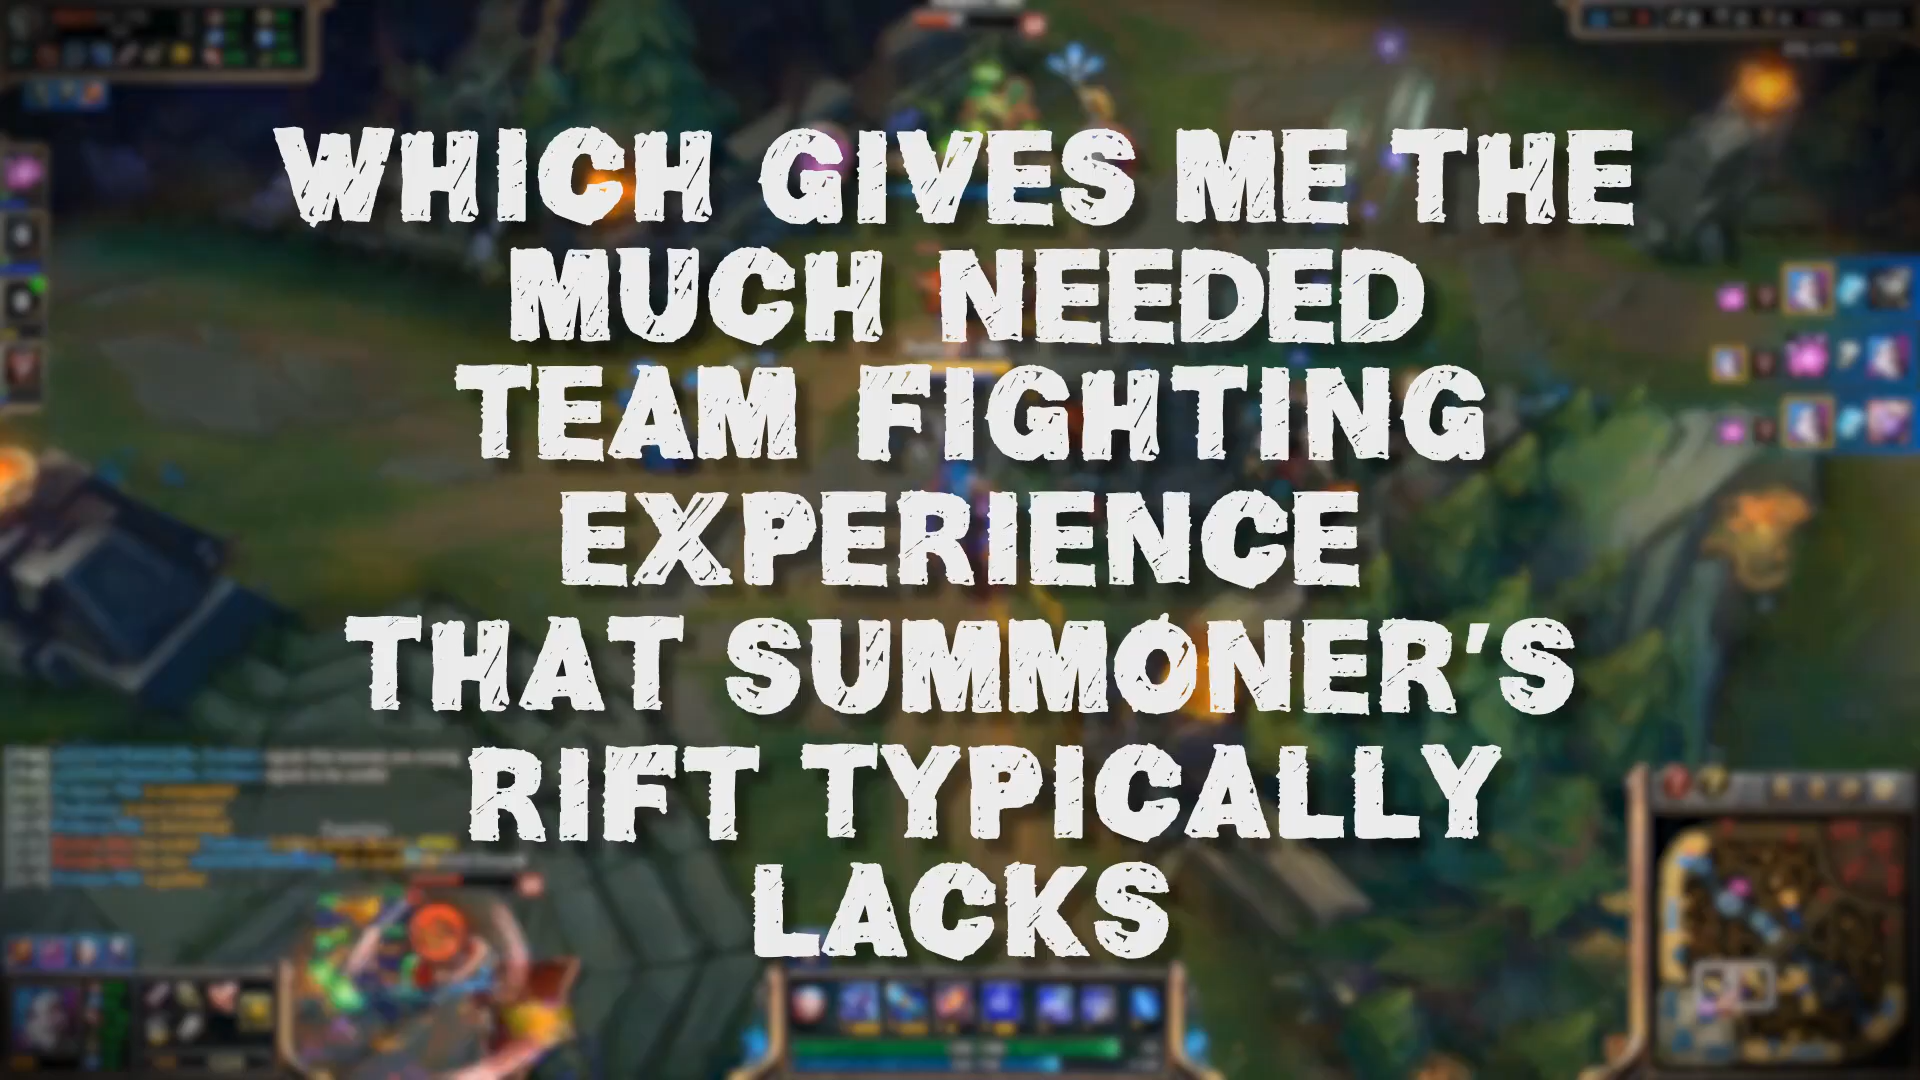 WHICH GIVES ME THE
MUCH NEEDED
TEAM FIGHTING
EXPERIENCE
THAT SUMMONER'S
RIFT TYPICALLY
LACKS